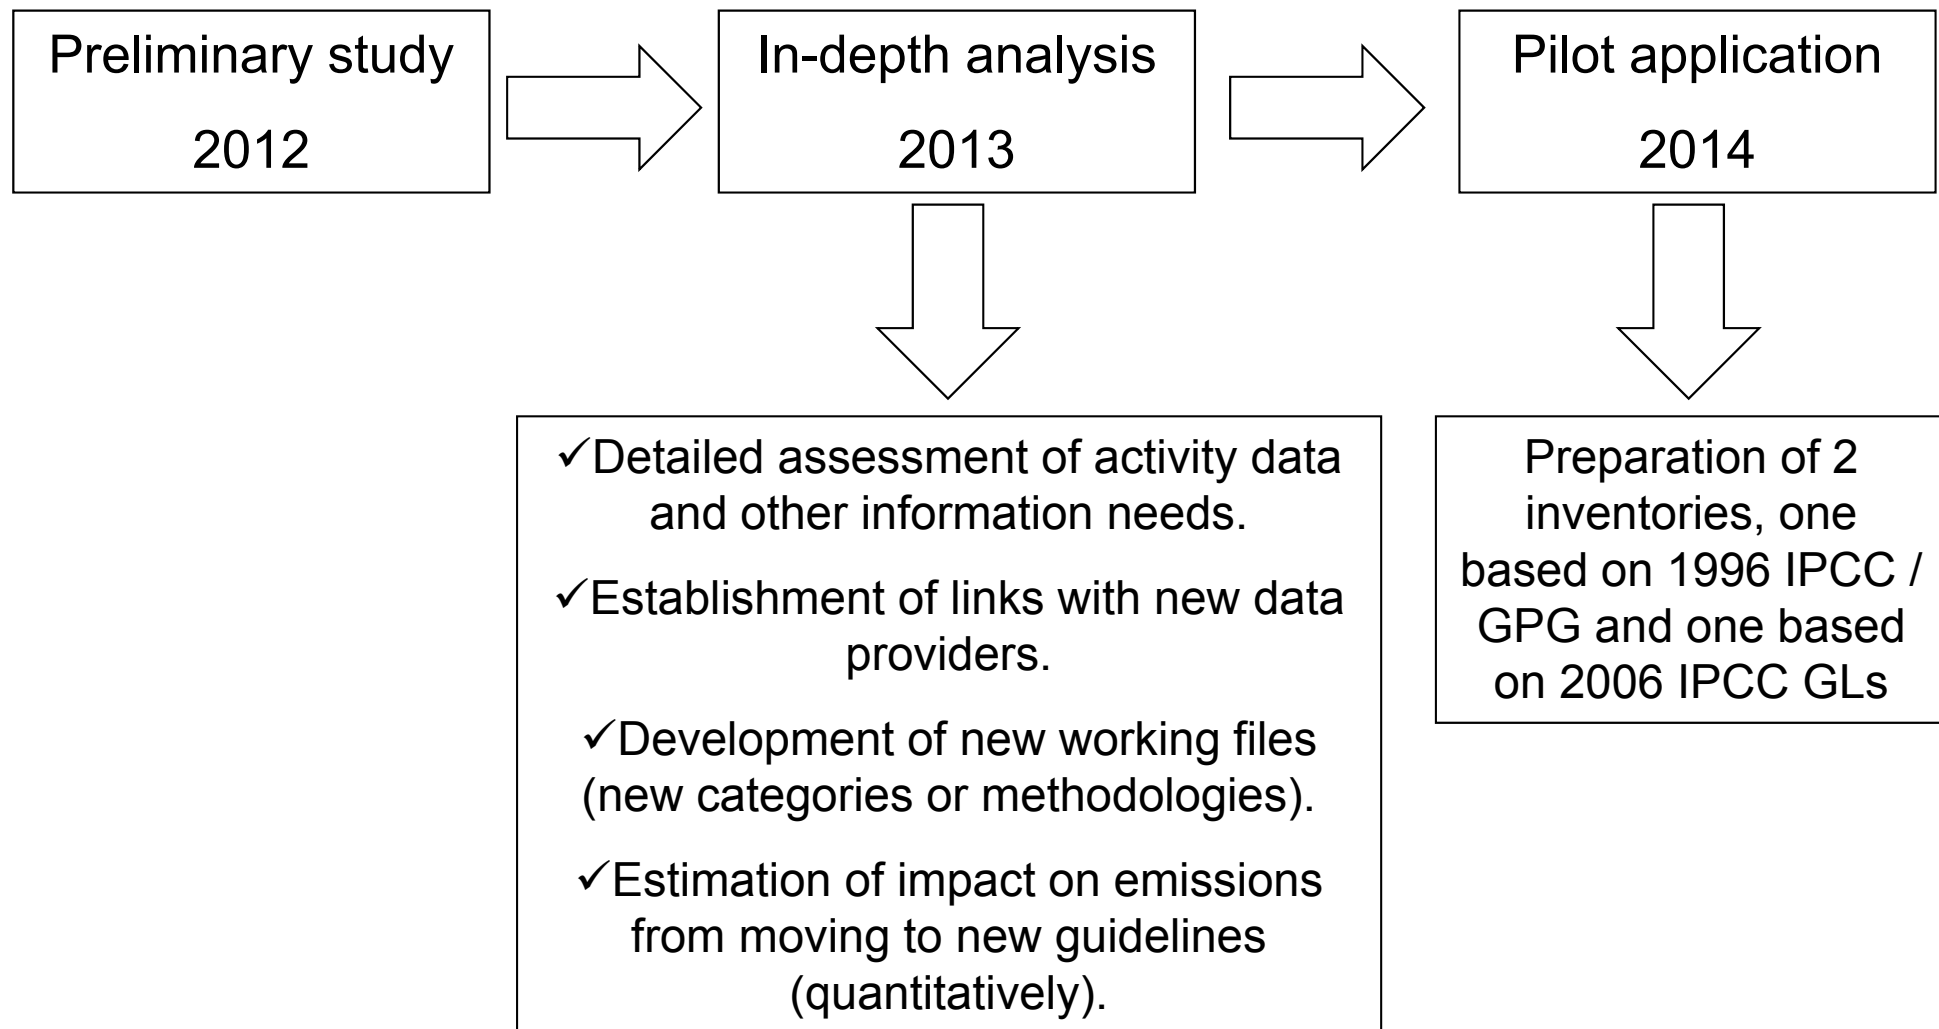 Preliminary study
2012
In-depth analysis
2013
Pilot application
2014
✓Detailed assessment of activity data
and other information needs.
✓Establishment of links with new data
providers.
✓Development of new working files
(new categories or methodologies).
✓Estimation of impact on emissions
from moving to new guidelines
(quantitatively).
Preparation of 2
inventories, one
based on 1996 IPCC /
GPG and one based
on 2006 IPCC GLs